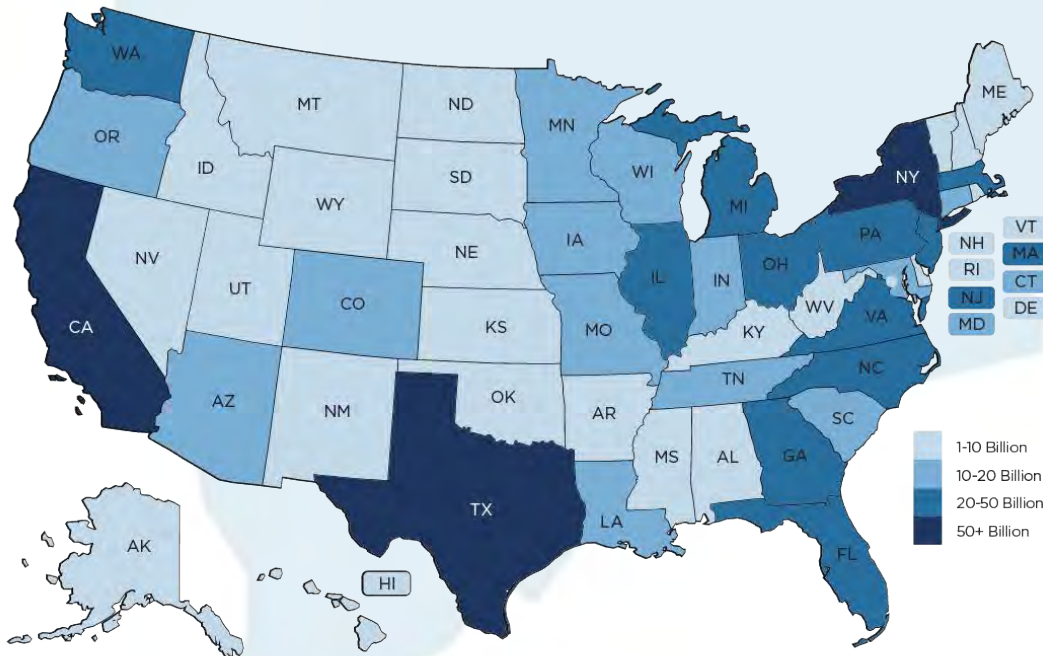 WA
MT
ND
ME
OR
MN
ID
SD
WI
NY
WY
MI
VT
NH
PA
MA
IA
NE
RI
NV
OH
IL
IN
CT
UT
NJ
CO
WV
DE
VA
CA
KS
MO
MD
KY
NC
TN
OK
AZ
NM
AR
SC
MS
AL
GA
1-10 Billion
10-20 Billion
20-50 Billion
TX
LA
50+ Billion
AK
FL
HI